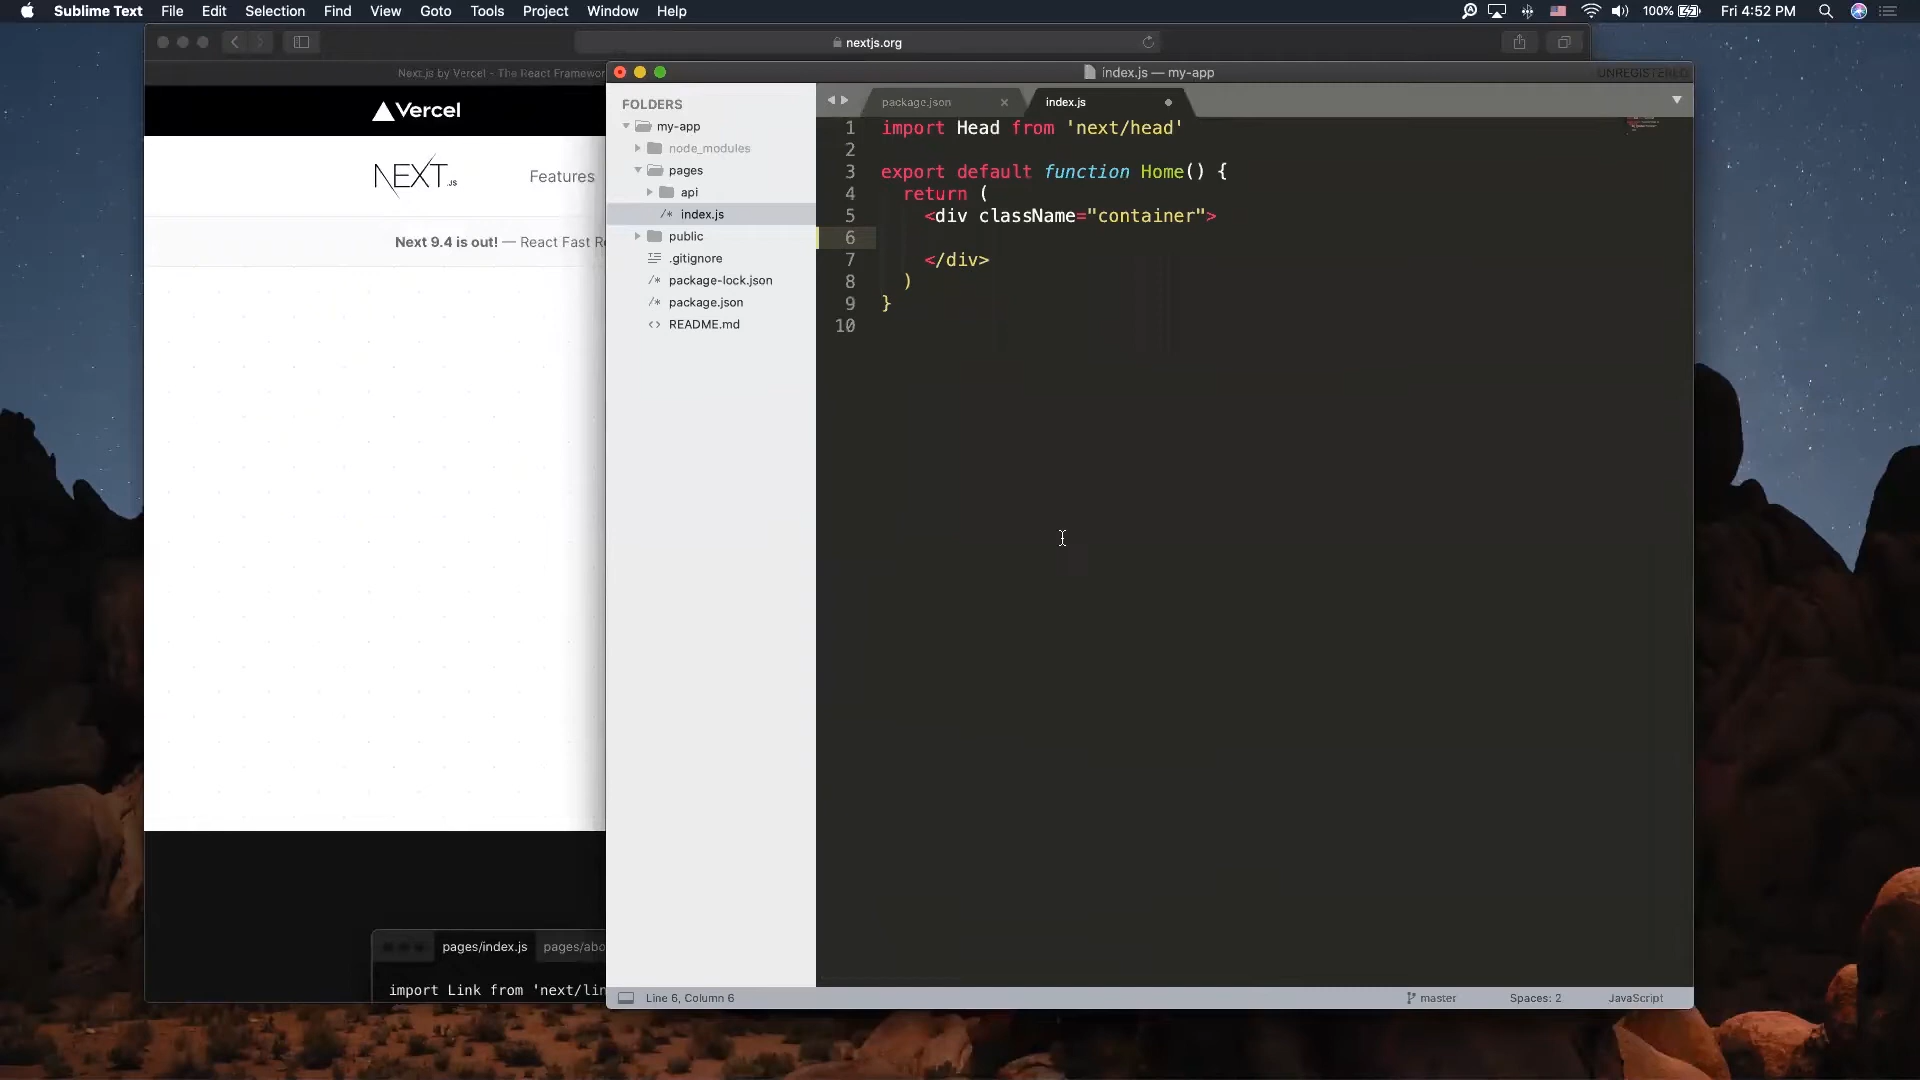 Sublime Text File Edit Selection Find View Goto Tools Project Window Help 100% Fri 4:52 PM
nextjs.org
Next.js by Vercel - The React Framewor
Vercel
NEXT.JS Features
Next 9.4 is out! — React Fast Re
pages/index.js pages/abo
import Link from 'next/lin
index.js — my-app UNREGISTERED
FOLDERS
my-app
node_modules
pages
api
/* index.js
public
.gitignore
/* package-lock.json
/* package.json
<> README.md
package.json × index.js
1 import Head from 'next/head'
2
3 export default function Home() {
4 return (
5 <div className="container">
6
7 </div>
8 )
9 }
10
Line 6, Column 6 master Spaces: 2 JavaScript